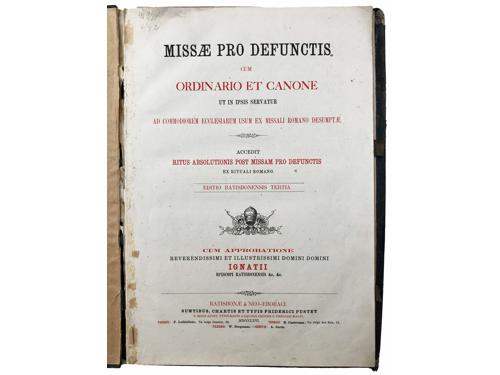 MISSÆ PRO DEFUNCTIS,
CUM
ORDINARIO ET CANONE
UT IN IPSIS SERVATUR
AD COMMODIOREM ECCLESIARUM USUM EX MISSALI ROMANO DESUMPTÆ.
ACCEDIT
RITUS ABSOLUTIONIS POST MISSAM PRO DEFUNCTIS
EX RITUALI ROMANO.
EDITIO RATISBONENSIS TERTIA.
CUM APPROBATIONE
REVERENDISSIMI ET ILLUSTRISSIMI DOMINI DOMINI
IGNATII
EPISCOPI RATISBONENSIS &c. &c.
RATISBONÆ & NEO-EBORACI
SUMTIBUS, CHARTIS ET TYPIS FRIDERICI PUSTET